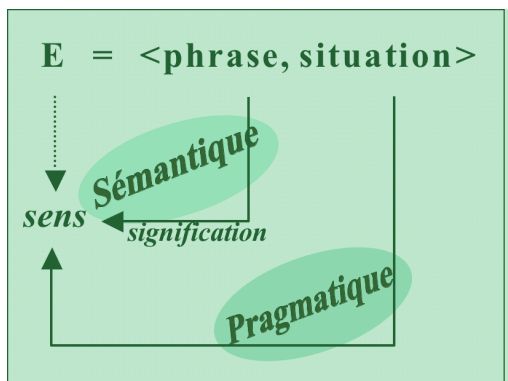 E = <phrase, situation>
Sémantique
sens
signification
Pragmatique